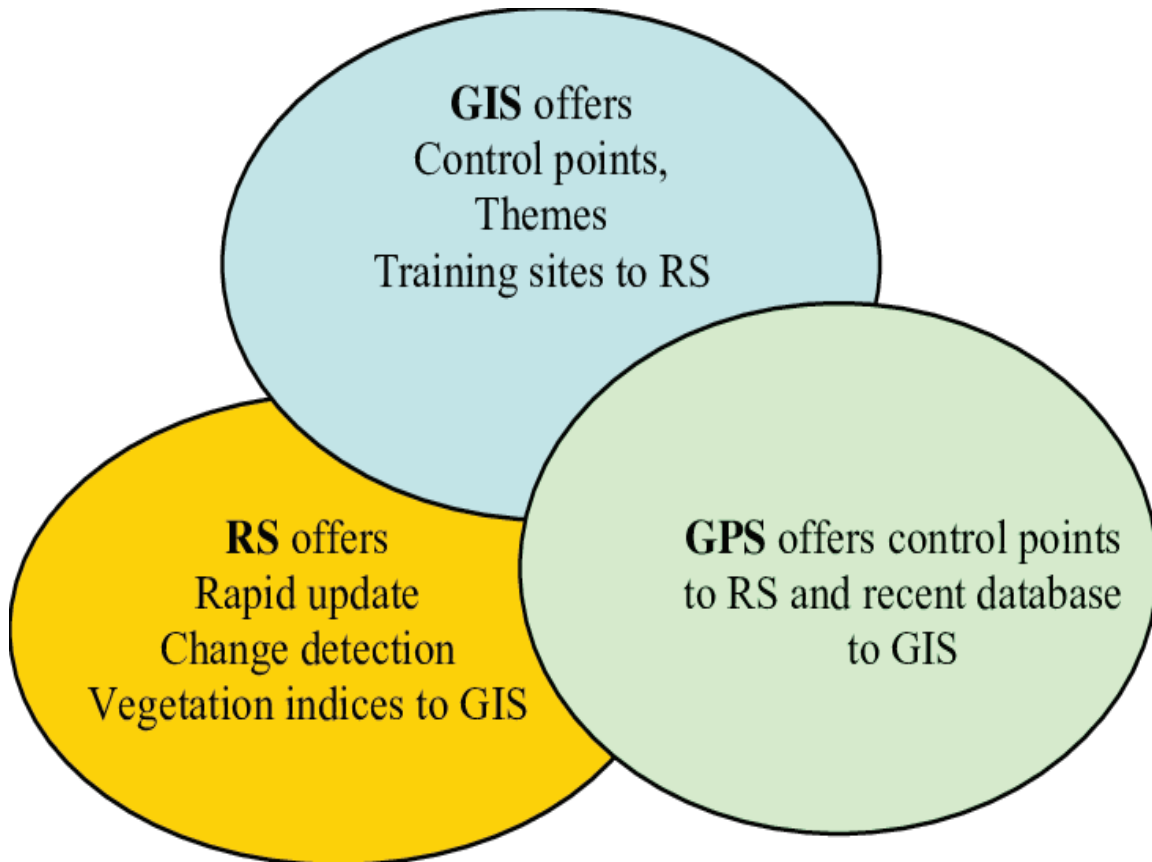 GIS offers
Control points,
Themes
Training sites to RS
RS offers
Rapid update
Change detection
Vegetation indices to GIS
GPS offers control points
to RS and recent database
to GIS